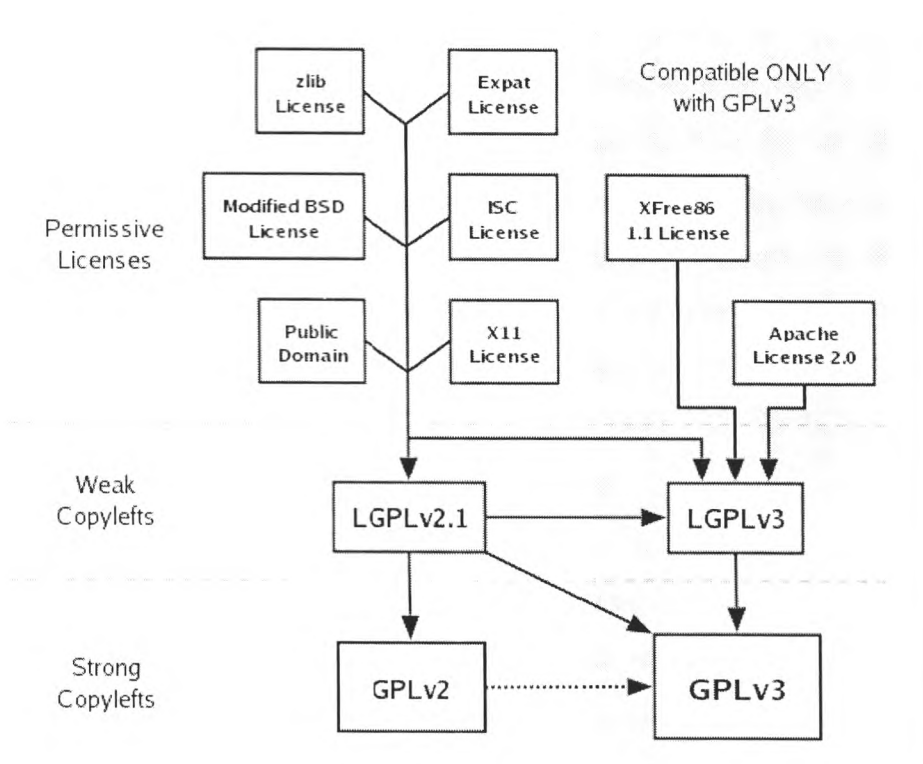 zlib
License
Expat
License
Compatible ONLY
with GPLv3
Permissive
Licenses
Modified BSD
License
ISC
License
XFree86
1.1 License
Public
Domain
X11
License
Apache
License 2.0
Weak
Copylefts
LGPLv2.1
LGPLv3
Strong
Copylefts
GPLv2
GPLv3